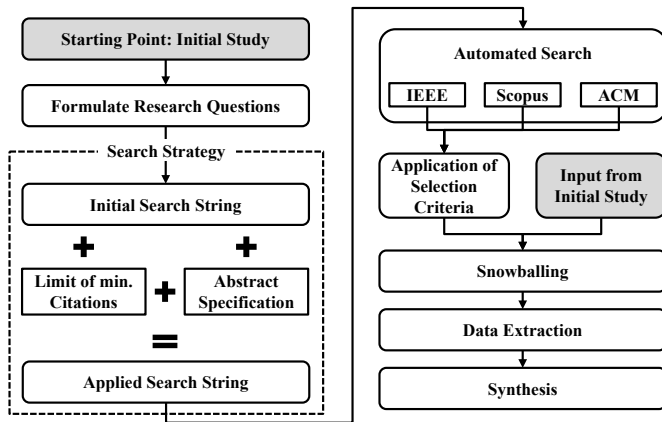 Starting Point: Initial Study
Formulate Research Questions
Search Strategy
Initial Search String
+ +
Limit of min.
Citations
+
Abstract
Specification
=
Applied Search String
Automated Search
IEEE Scopus ACM
Application of
Selection
Criteria
Input from
Initial Study
Snowballing
Data Extraction
Synthesis